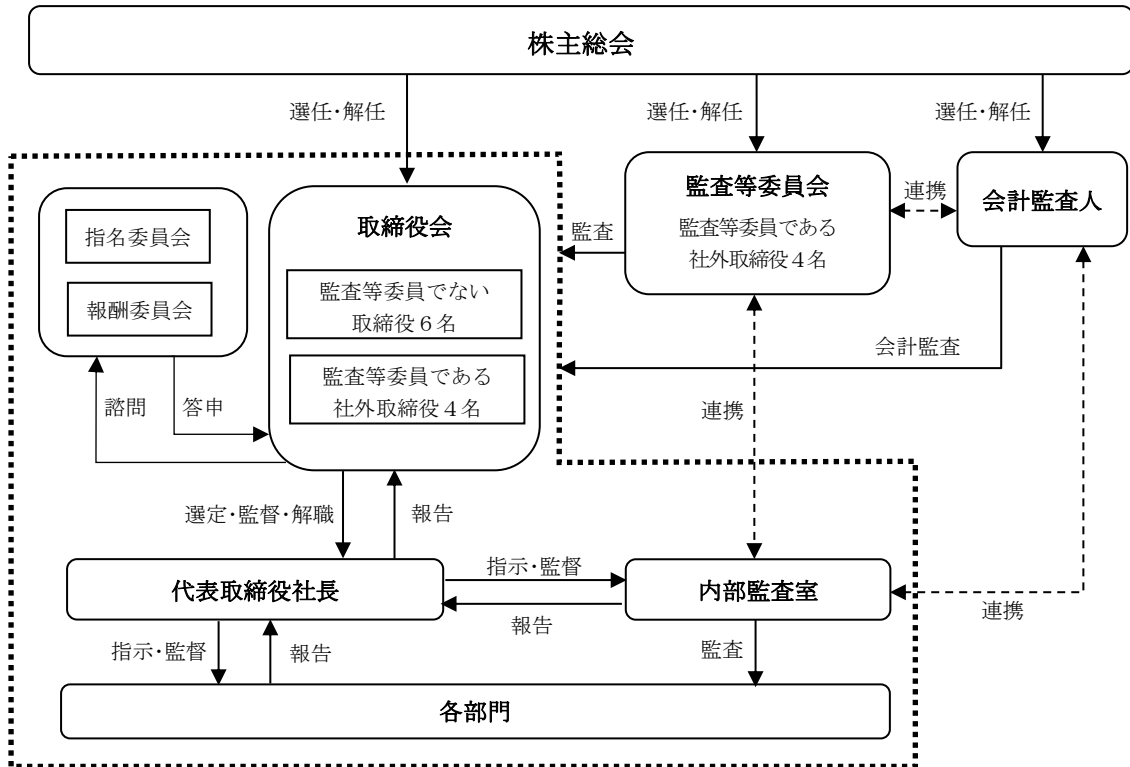 株主総会
選任・解任
選任・解任
選任・解任
指名委員会
報酬委員会
諮問
答申
取締役会
監査等委員でない
取締役６名
監査等委員である
社外取締役４名
監査
監査等委員会
監査等委員である
社外取締役４名
連携
会計監査人
会計監査
連携
選定・監督・解職
報告
代表取締役社長
指示・監督
報告
内部監査室
連携
指示・監督
報告
監査
各部門